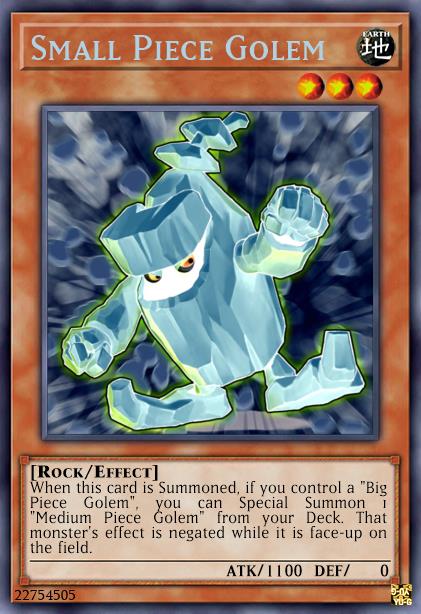 SMALL PIECE GOLEM
EARTH
地
[ROCK/EFFECT]
When this card is Summoned, if you control a "Big
Piece Golem", you can Special Summon 1
"Medium Piece Golem" from your Deck. That
monster's effect is negated while it is face-up on
the field.
ATK/1100 DEF/ 0
22754505